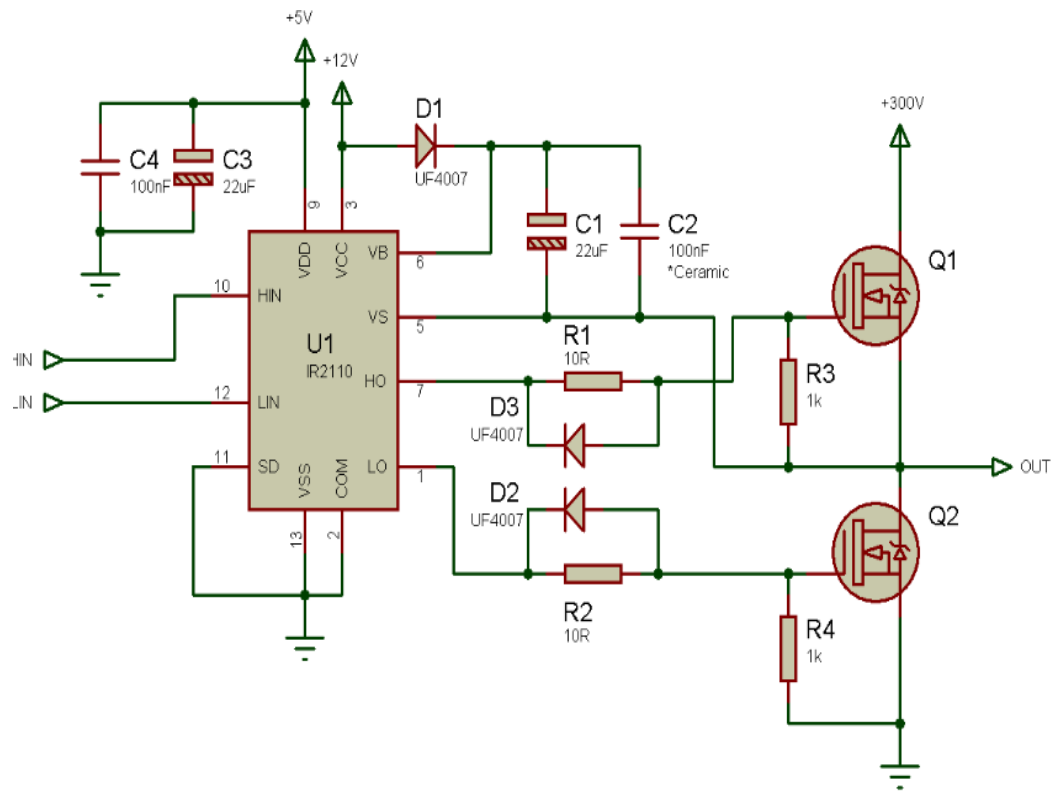 +5V
+12V
+300V
D1
UF4007
C4
100nF
C3
22uF
9
3
VDD
VCC
VB
6
C1
22uF
C2
100nF
*Ceramic
Q1
10
HIN
VS
5
U1
IR2110
R1
10R
HIN
HO
7
R3
1k
12
LIN
LIN
D3
UF4007
11
SD
VSS
COM
LO
1
OUT
D2
UF4007
Q2
13
2
R2
10R
R4
1k